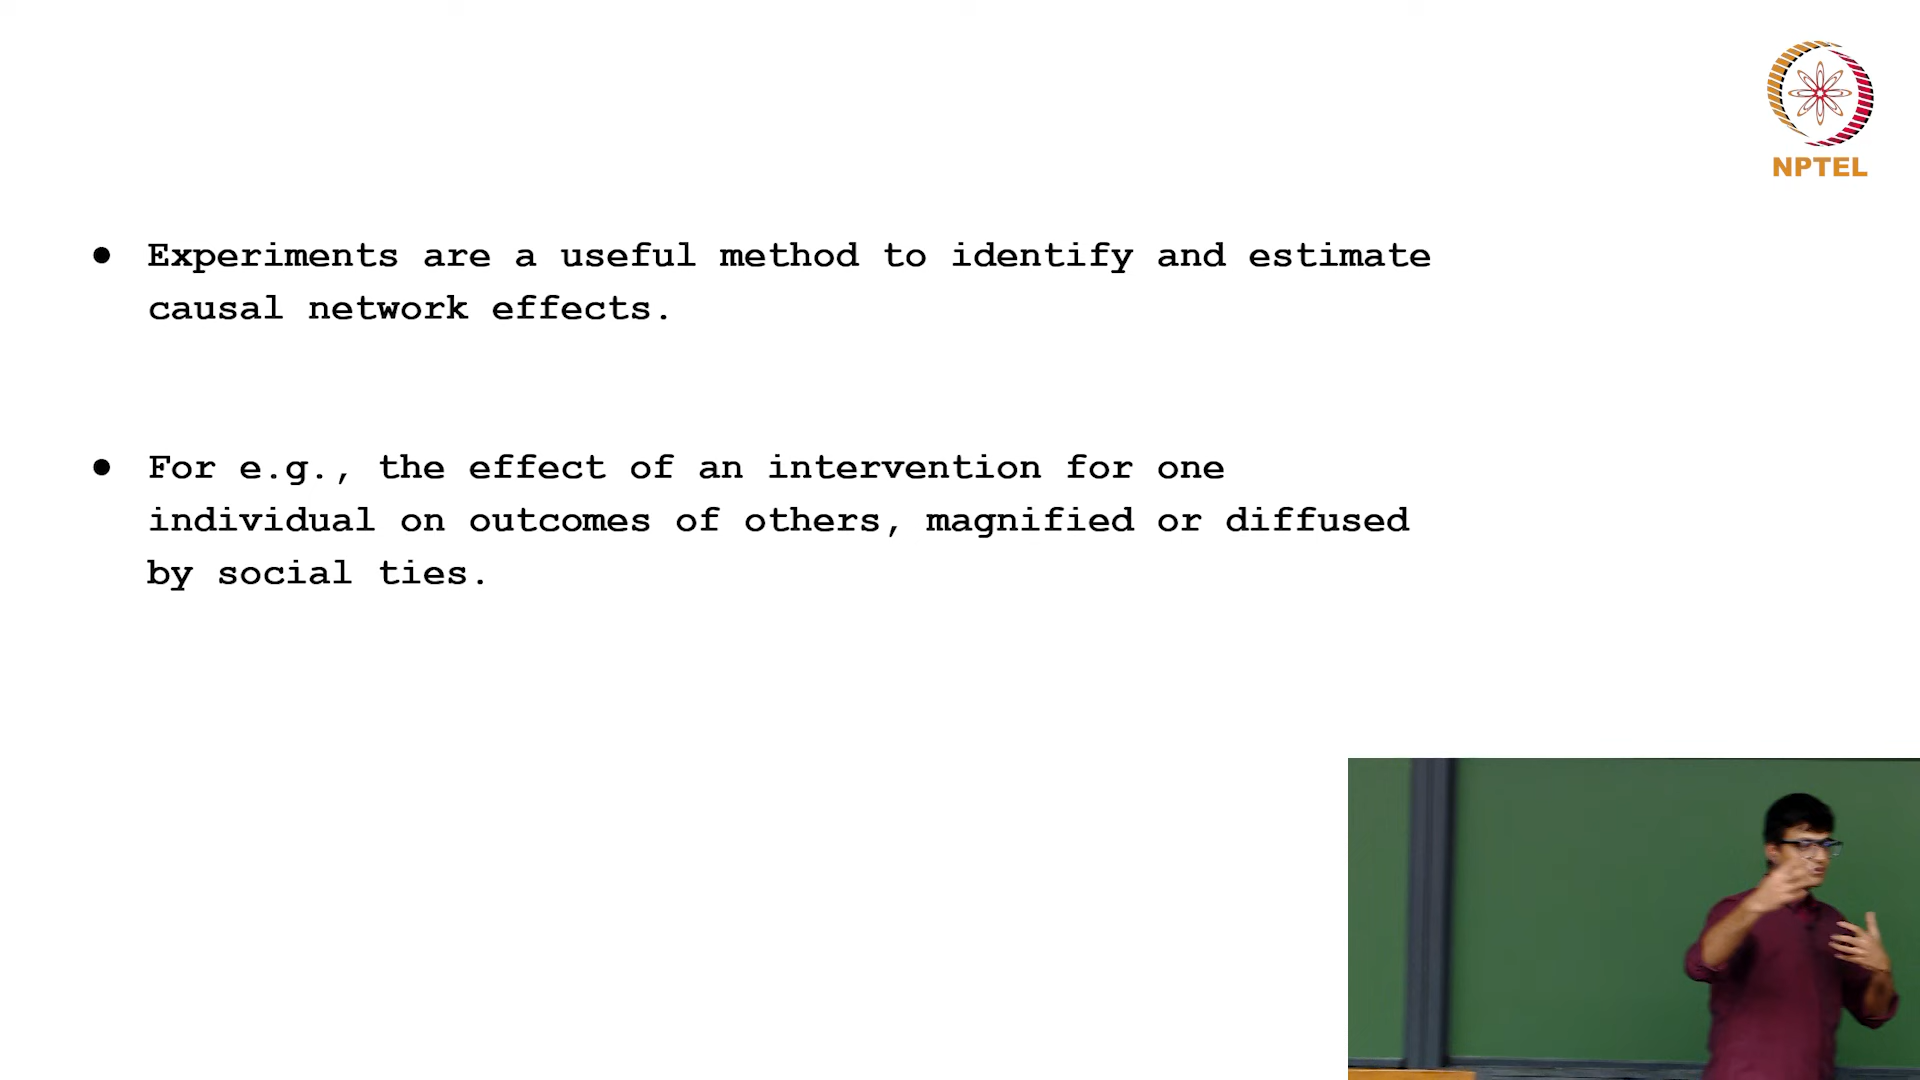 NPTEL
● Experiments are a useful method to identify and estimate
causal network effects.
● For e.g., the effect of an intervention for one
individual on outcomes of others, magnified or diffused
by social ties.